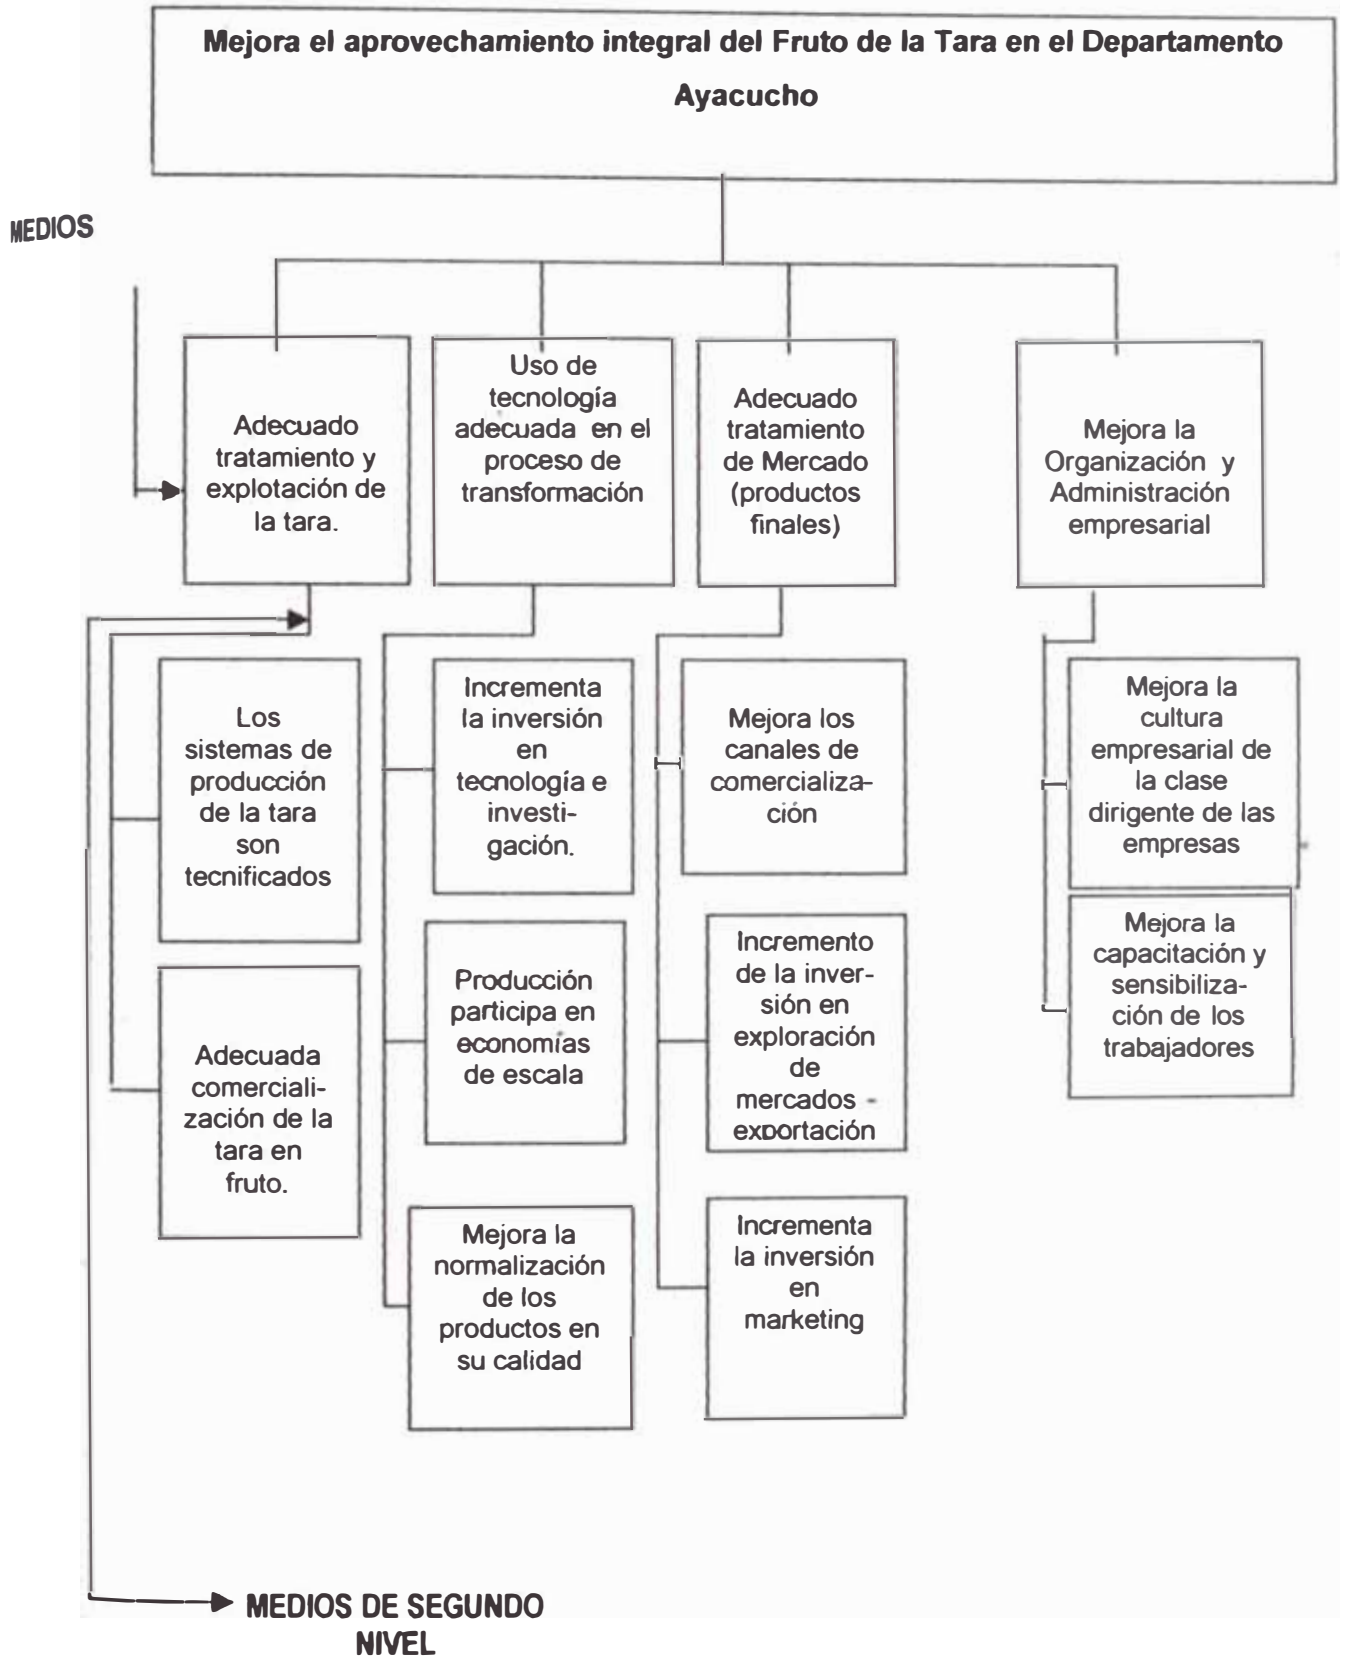 Mejora el aprovechamiento integral del Fruto de la Tara en el Departamento
Ayacucho
MEDIOS
Adecuado
tratamiento y
explotación de
la tara.
Uso de
tecnología
adecuada en el
proceso de
transformación
Adecuado
tratamiento
de Mercado
(productos
finales)
Mejora la
Organización y
Administración
empresarial
Los
sistemas de
producción
de la tara
son
tecnificados
Adecuada
comerciali-
zación de la
tara en
fruto.
Incrementa
la inversión
en
tecnología e
investi-
gación.
Producción
participa en
economías
de escala
Mejora la
normalización
de los
productos en
su calidad
Mejora los
canales de
comercializa-
ción
Incremento
de la inver-
sión en
exploración
de
mercados -
exportación
Incrementa
la inversión
en
marketing
Mejora la
cultura
empresarial de
la clase
dirigente de las
empresas
Mejora la
capacitación y
sensibiliza-
ción de los
trabajadores
MEDIOS DE SEGUNDO
NIVEL